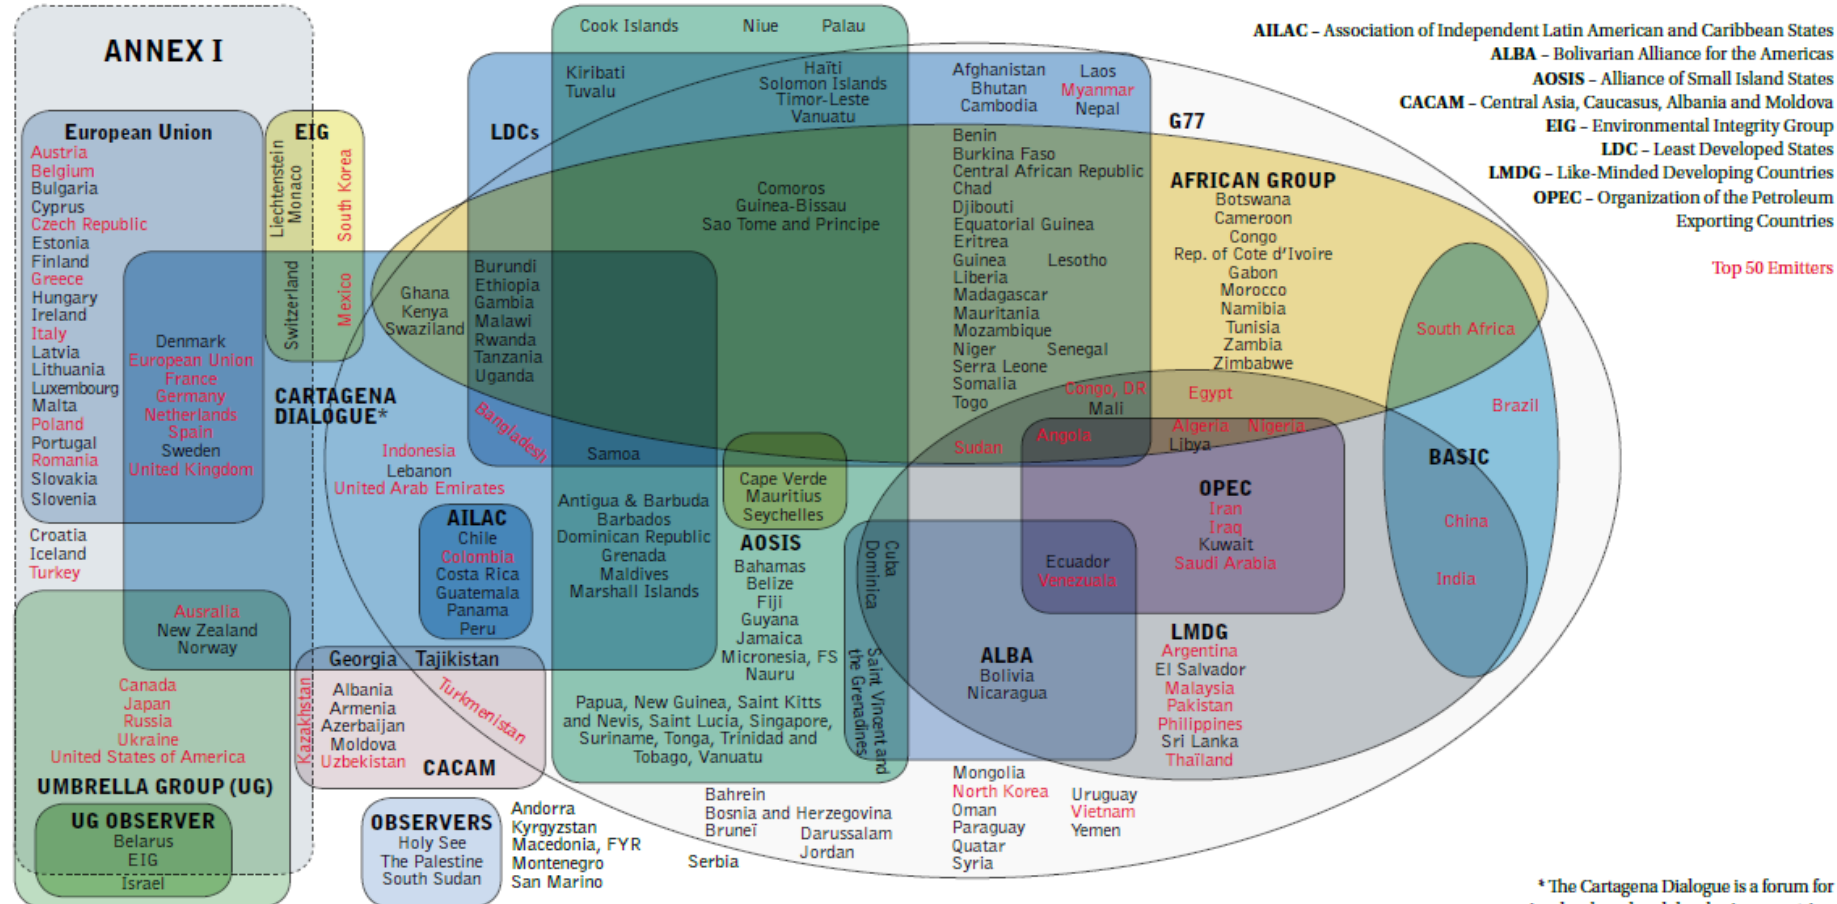 ANNEX I
European Union
Austria
Belgium
Bulgaria
Cyprus
Czech Republic
Estonia
Finland
Greece
Hungary
Ireland
Italy
Latvia
Lithuania
Luxembourg
Malta
Poland
Portugal
Romania
Slovakia
Slovenia
Croatia
Iceland
Turkey
Denmark
European Union
France
Germany
Netherlands
Spain
Sweden
United Kingdom
EIG
Liechtenstein
Monaco
South Korea
Switzerland
Mexico
CARTAGENA
DIALOGUE*
Ausralia
New Zealand
Norway
Canada
Japan
Russia
Ukraine
United States of America
UMBRELLA GROUP (UG)
UG OBSERVER
Belarus
EIG
Israel
Indonesia
Lebanon
United Arab Emirates
AILAC
Chile
Colombia
Costa Rica
Guatemala
Panama
Peru
Georgia Tajikistan
Kazakhstan
Albania
Armenia
Azerbaijan
Moldova
Uzbekistan
Turkmenistan
CACAM
OBSERVERS
Holy See
The Palestine
South Sudan
Andorra
Kyrgyzstan
Macedonia, FYR
Montenegro
San Marino
Serbia
Cook Islands Niue Palau
LDCs
Kiribati
Tuvalu
Haïti
Solomon Islands
Timor-Leste
Vanuatu
Afghanistan
Bhutan
Cambodia
Laos
Myanmar
Nepal
G77
Comoros
Guinea-Bissau
Sao Tome and Principe
Ghana
Kenya
Swaziland
Burundi
Ethiopia
Gambia
Malawi
Rwanda
Tanzania
Uganda
Bangladesh
Samoa
Benin
Burkina Faso
Central African Republic
Chad
Djibouti
Equatorial Guinea
Eritrea
Guinea Lesotho
Liberia
Madagascar
Mauritania
Mozambique
Niger Senegal
Serra Leone
Somalia
Togo
Congo, DR
Mali
Sudan
Angola
AFRICAN GROUP
Botswana
Cameroon
Congo
Rep. of Cote d'Ivoire
Gabon
Morocco
Namibia
Tunisia
Zambia
Zimbabwe
Egypt
Algeria Nigeria
Libya
South Africa
Brazil
BASIC
China
India
OPEC
Iran
Iraq
Kuwait
Saudi Arabia
Ecuador
Venezuala
LMDG
Argentina
El Salvador
Malaysia
Pakistan
Philippines
Sri Lanka
Thaïland
ALBA
Bolivia
Nicaragua
Cuba
Dominica
Saint Vincent and
the Grenadines
Antigua & Barbuda
Barbados
Dominican Republic
Grenada
Maldives
Marshall Islands
Cape Verde
Mauritius
Seychelles
AOSIS
Bahamas
Belize
Fiji
Guyana
Jamaica
Micronesia, FS
Nauru
Papua, New Guinea, Saint Kitts
and Nevis, Saint Lucia, Singapore,
Suriname, Tonga, Trinidad and
Tobago, Vanuatu
Bahrein
Bosnia and Herzegovina
Bruneï Darussalam
Jordan
Mongolia
North Korea
Oman
Paraguay
Quatar
Syria
Uruguay
Vietnam
Yemen
AILAC – Association of Independent Latin American and Caribbean States
ALBA – Bolivarian Alliance for the Americas
AOSIS – Alliance of Small Island States
CACAM – Central Asia, Caucasus, Albania and Moldova
EIG – Environmental Integrity Group
LDC – Least Developed States
LMDG – Like-Minded Developing Countries
OPEC – Organization of the Petroleum
Exporting Countries
Top 50 Emitters
* The Cartagena Dialogue is a forum for